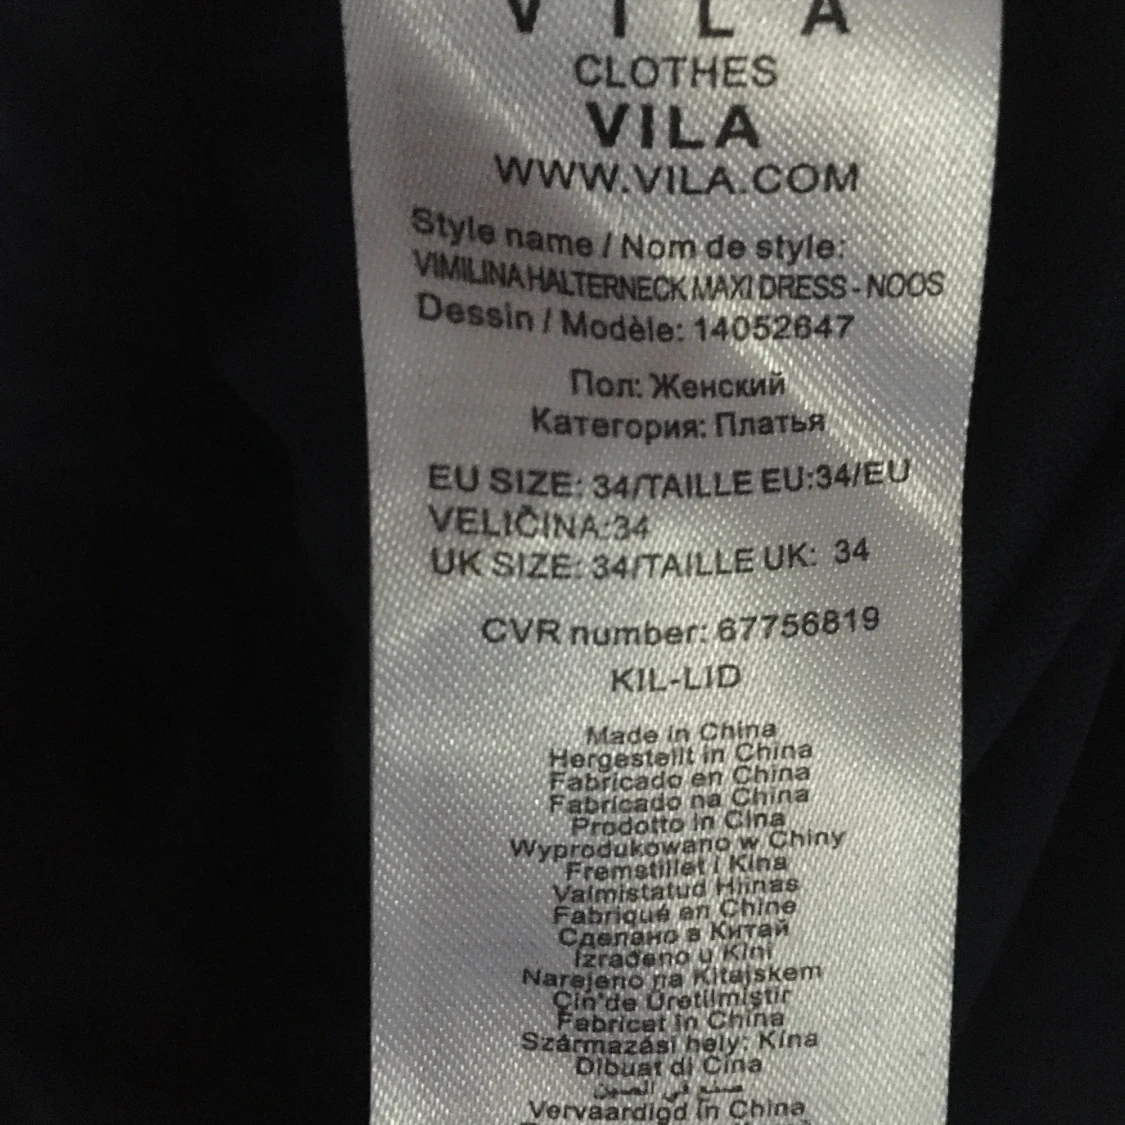 V I L A
CLOTHES
VILA
WWW.VILA.COM
Style name / Nom de style:
VIMILINA HALTERNECK MAXI DRESS - NOOS
Dessin / Modèle: 14052647
Пол: Женский
Категория: Платья
EU SIZE: 34/TAILLE EU:34/EU
VELIČINA:34
UK SIZE: 34/TAILLE UK: 34
CVR number: 67756819
KIL-LID
Made in China
Hergestellt in China
Fabricado en China
Fabricado na China
Prodotto in Cina
Wyprodukowano w Chiny
Fremstillet i Kina
Valmistatud Hiinas
Fabriqué en Chine
Сделано в Китай
Izrađeno u Kini
Narejeno na Kitajskem
Çin'de Üretilmiştir
Fabricat în China
Származási hely: Kína
Dibuat di Cina
صنع في الصين
Vervaardigd in China